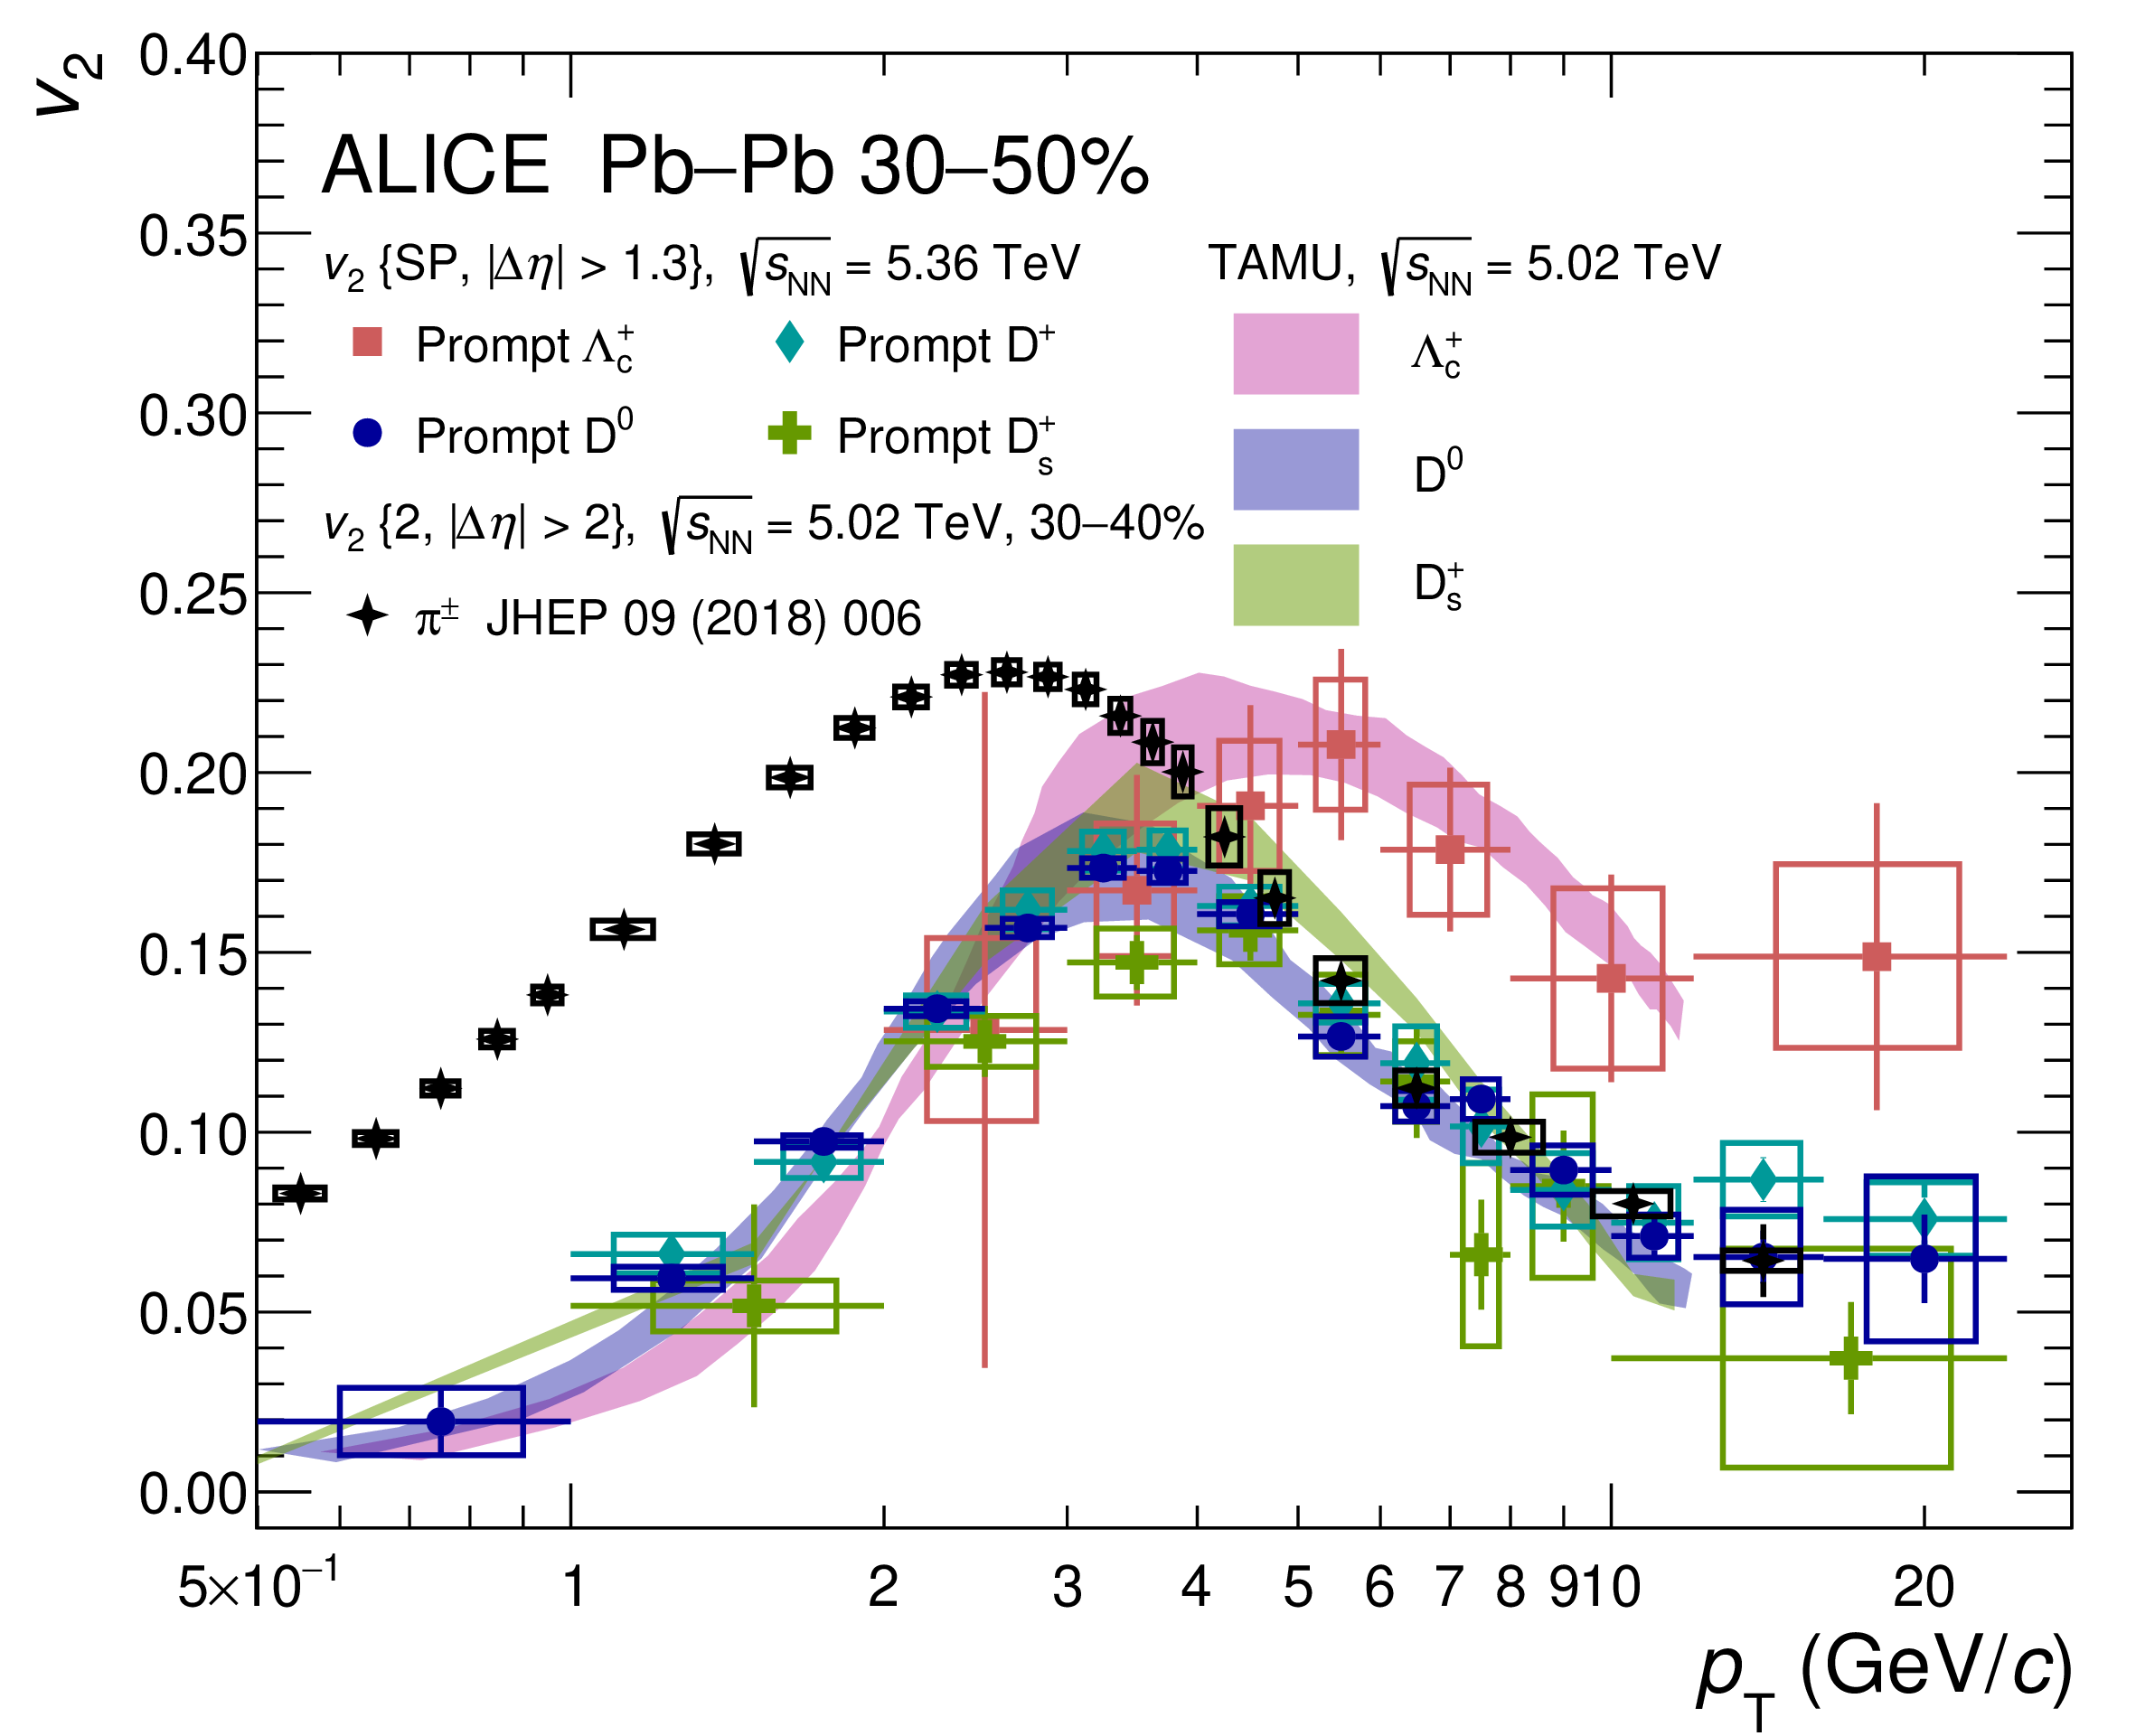 v₂
0.40
0.35
0.30
0.25
0.20
0.15
0.10
0.05
0.00
ALICE Pb–Pb 30–50%
v₂ {SP, |Δη| > 1.3}, √sNN = 5.36 TeV
Prompt Λc⁺
Prompt D⁺
Prompt D⁰
Prompt Ds⁺
v₂ {2, |Δη| > 2}, √sNN = 5.02 TeV, 30–40%
π± JHEP 09 (2018) 006
TAMU, √sNN = 5.02 TeV
Λc⁺
D⁰
Ds⁺
5×10⁻¹ 1 2 3 4 5 6 7 8 9 10 20
pT (GeV/c)